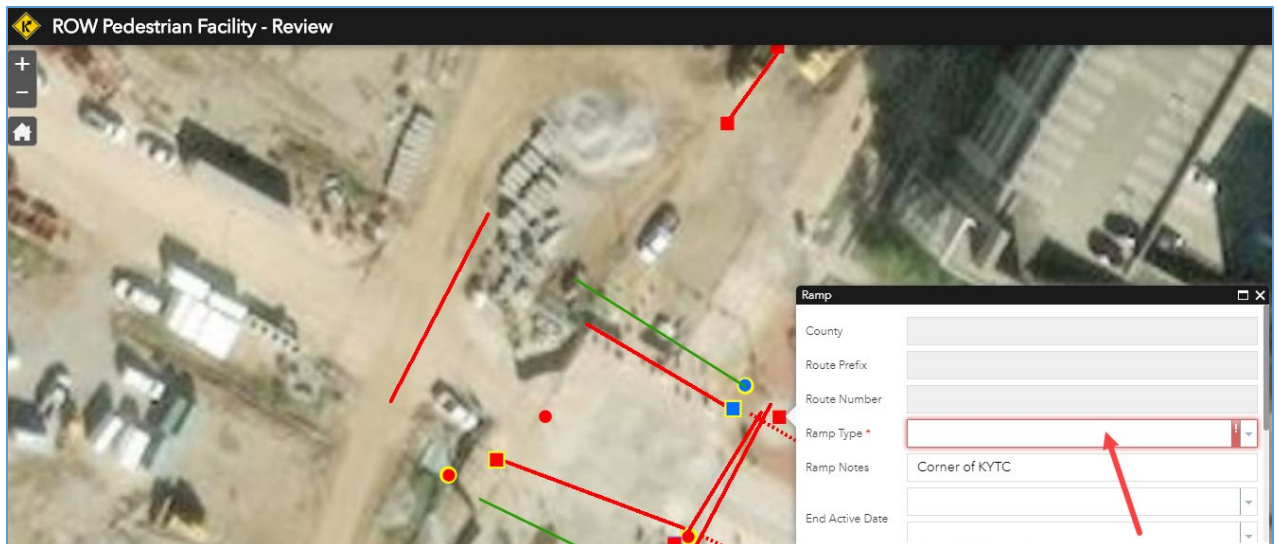 K
ROW Pedestrian Facility - Review
+
−
Ramp
County
Route Prefix
Route Number
Ramp Type *
!
Ramp Notes Corner of KYTC
End Active Date